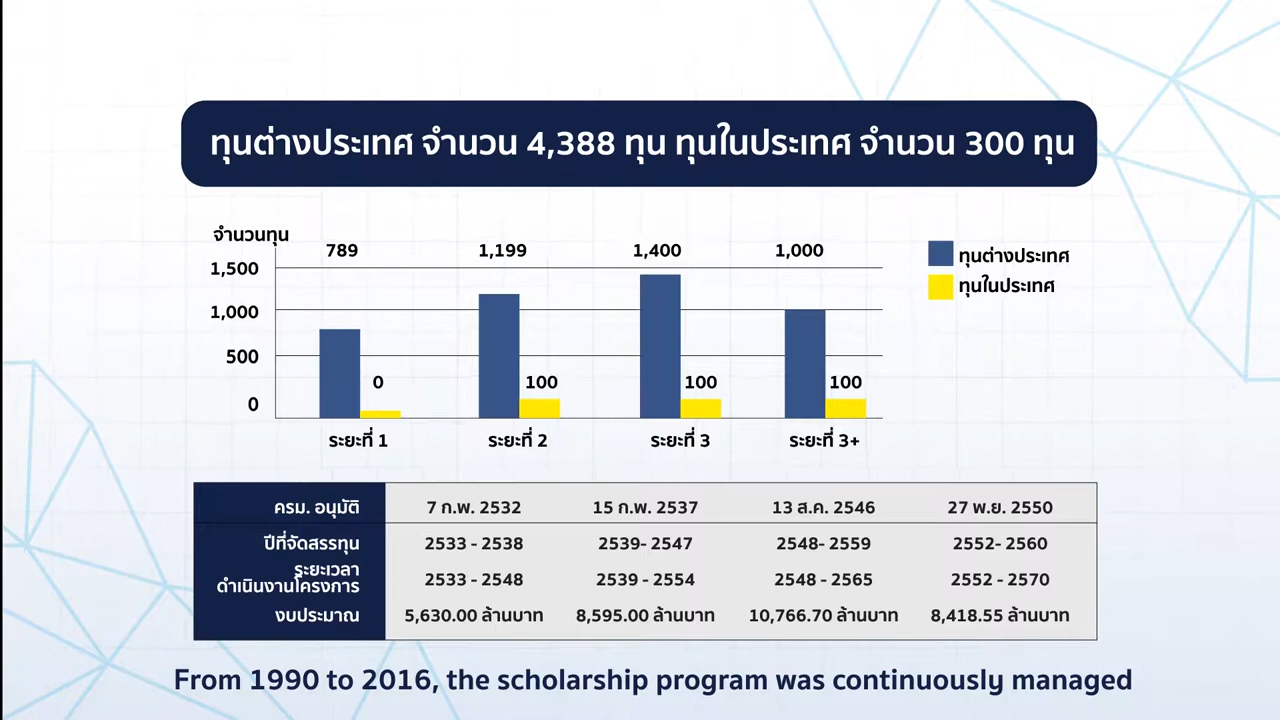 ทุนต่างประเทศ จำนวน 4,388 ทุน ทุนในประเทศ จำนวน 300 ทุน
จำนวนทุน
789 1,199 1,400 1,000
ทุนต่างประเทศ
ทุนในประเทศ
1,500
1,000
500
0
0 100 100 100
ระยะที่ 1 ระยะที่ 2 ระยะที่ 3 ระยะที่ 3+
ครม. อนุมัติ 7 ก.พ. 2532 15 ก.พ. 2537 13 ส.ค. 2546 27 พ.ย. 2550
ปีที่จัดสรรทุน 2533 - 2538 2539- 2547 2548- 2559 2552- 2560
ระยะเวลา
ดำเนินงานโครงการ 2533 - 2548 2539 - 2554 2548 - 2565 2552 - 2570
งบประมาณ 5,630.00 ล้านบาท 8,595.00 ล้านบาท 10,766.70 ล้านบาท 8,418.55 ล้านบาท
From 1990 to 2016, the scholarship program was continuously managed